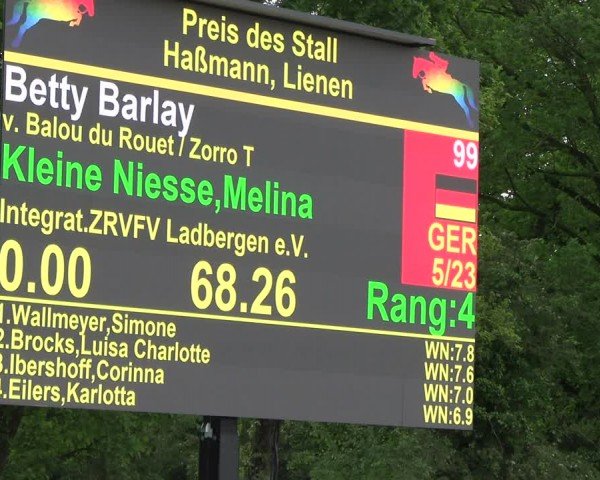 Preis des Stall
Haßmann, Lienen
Betty Barlay
v. Balou du Rouet / Zorro T
99
Kleine Niesse,Melina
Integrat.ZRVFV Ladbergen e.V.
GER
5/23
0.00 68.26 Rang:4
1.Wallmeyer,Simone WN:7.8
2.Brocks,Luisa Charlotte WN:7.6
3.Ibershoff,Corinna WN:7.0
4.Eilers,Karlotta WN:6.9